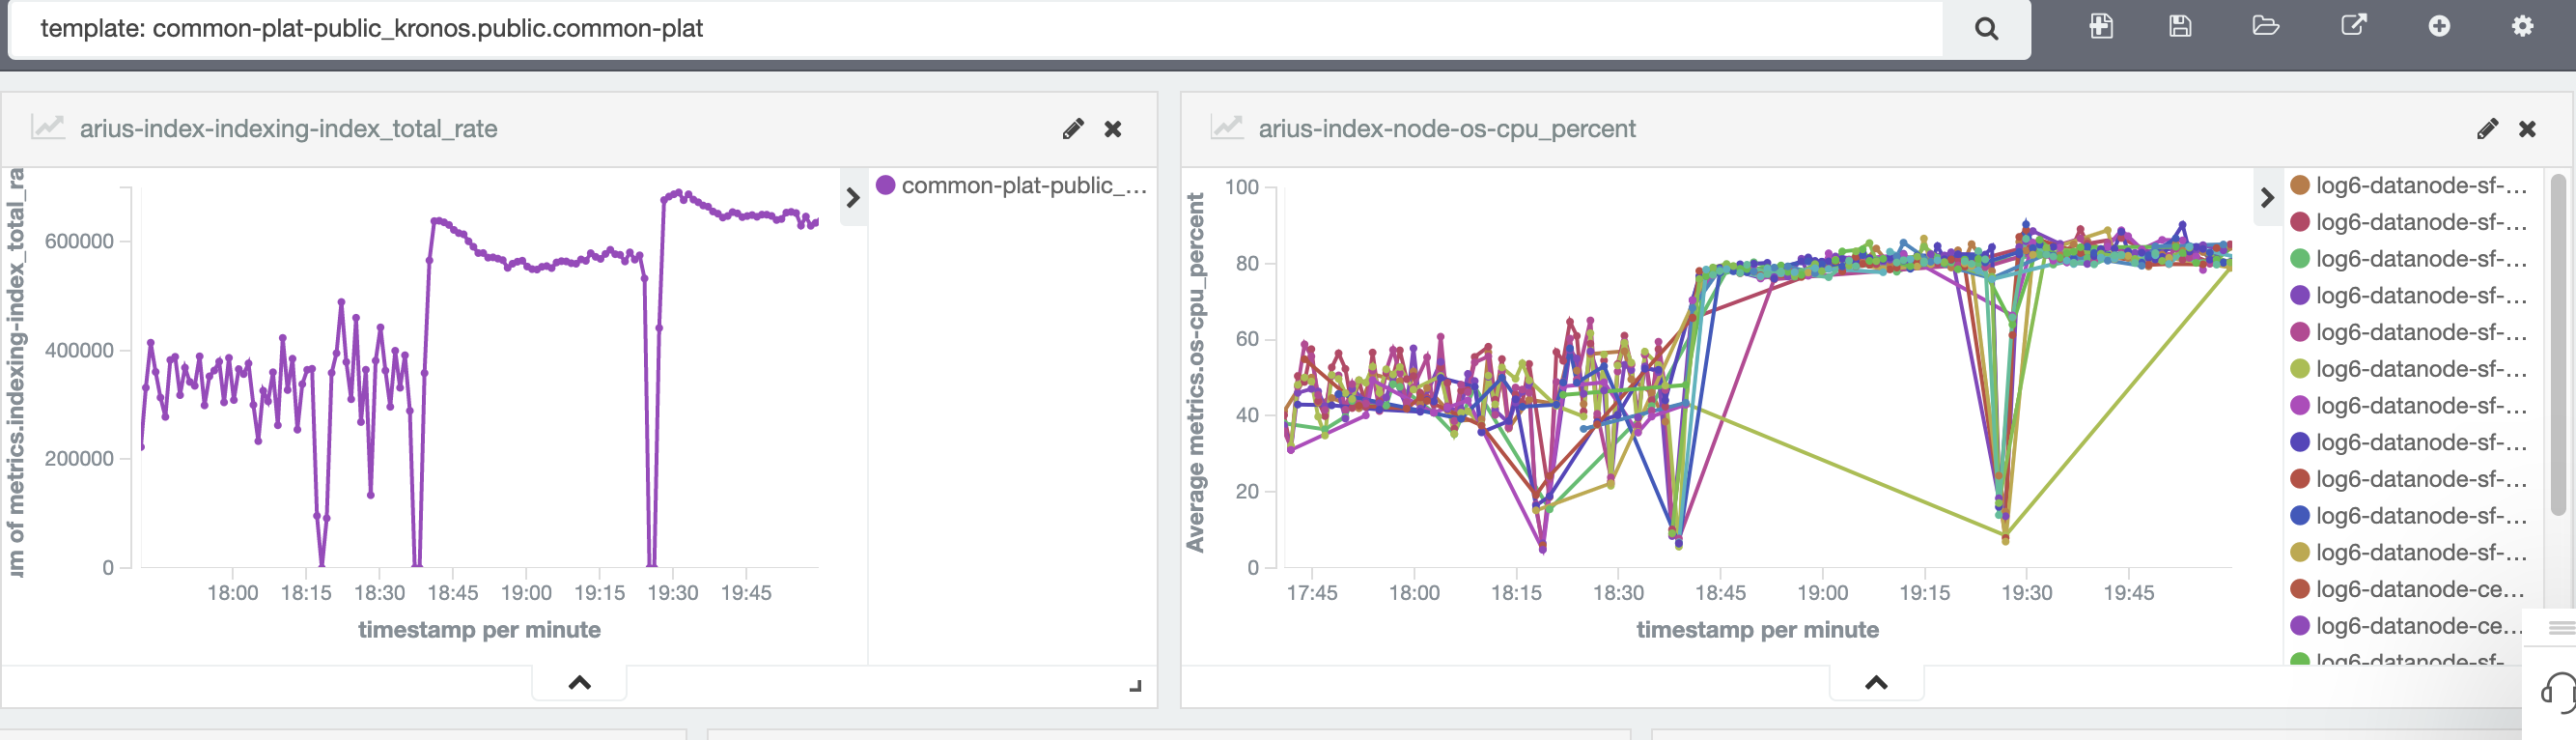 template: common-plat-public_kronos.public.common-plat
arius-index-indexing-index_total_rate
common-plat-public_...
600000
400000
200000
0
18:00 18:15 18:30 18:45 19:00 19:15 19:30 19:45
timestamp per minute
of metrics.indexing-index_total_ra
arius-index-node-os-cpu_percent
Average metrics.os-cpu_percent
100
80
60
40
20
0
17:45 18:00 18:15 18:30 18:45 19:00 19:15 19:30 19:45
timestamp per minute
log6-datanode-sf-...
log6-datanode-sf-...
log6-datanode-sf-...
log6-datanode-sf-...
log6-datanode-sf-...
log6-datanode-sf-...
log6-datanode-sf-...
log6-datanode-sf-...
log6-datanode-sf-...
log6-datanode-sf-...
log6-datanode-sf-...
log6-datanode-ce...
log6-datanode-ce...
log6-datanode-sf-